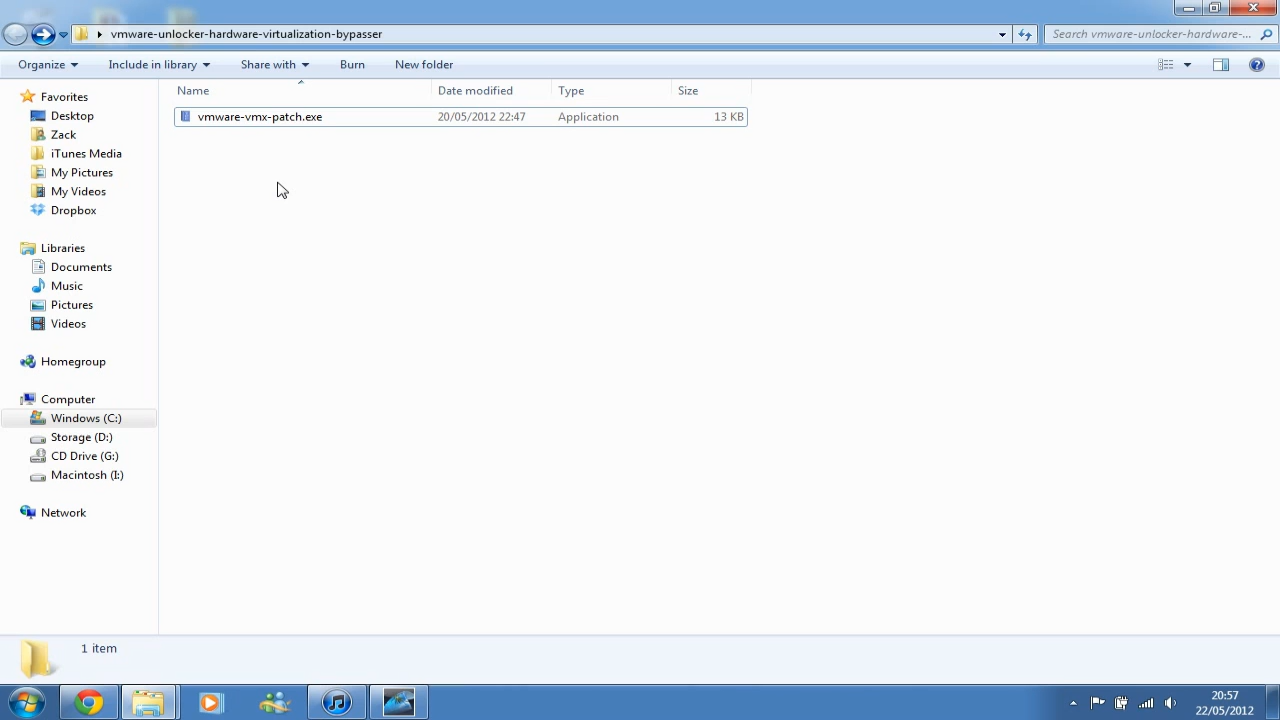 vmware-unlocker-hardware-virtualization-bypasser
Search vmware-unlocker-hardware-...
Organize
Include in library
Share with
Burn
New folder
Name
Date modified
Type
Size
vmware-vmx-patch.exe
20/05/2012 22:47
Application
13 KB
Favorites
Desktop
Zack
iTunes Media
My Pictures
My Videos
Dropbox
Libraries
Documents
Music
Pictures
Videos
Homegroup
Computer
Windows (C:)
Storage (D:)
CD Drive (G:)
Macintosh (I:)
Network
1 item
20:57
22/05/2012